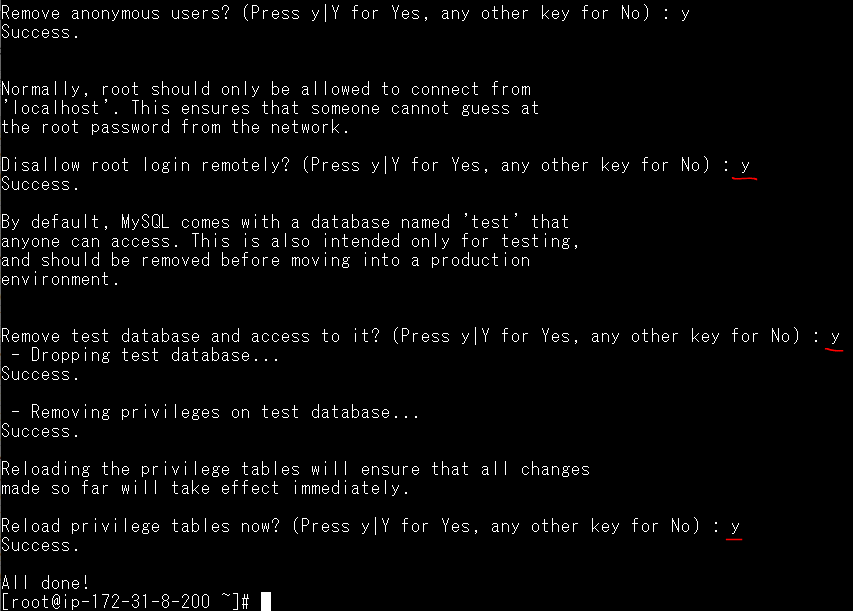 Remove anonymous users? (Press y|Y for Yes, any other key for No) : y
Success.
Normally, root should only be allowed to connect from
'localhost'. This ensures that someone cannot guess at
the root password from the network.
Disallow root login remotely? (Press y|Y for Yes, any other key for No) : y
Success.
By default, MySQL comes with a database named 'test' that
anyone can access. This is also intended only for testing,
and should be removed before moving into a production
environment.
Remove test database and access to it? (Press y|Y for Yes, any other key for No) : y
 - Dropping test database...
Success.
 - Removing privileges on test database...
Success.
Reloading the privilege tables will ensure that all changes
made so far will take effect immediately.
Reload privilege tables now? (Press y|Y for Yes, any other key for No) : y
Success.
All done!
[root@ip-172-31-8-200 ~]#